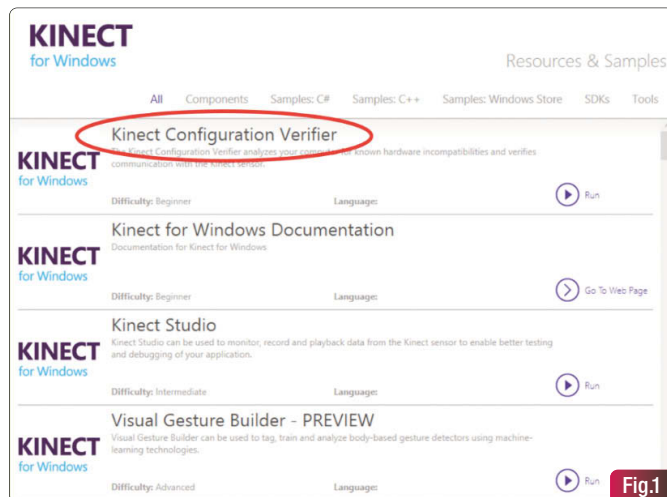 KINECT
for Windows
Resources & Samples
All Components Samples: C# Samples: C++ Samples: Windows Store SDKs Tools
Kinect Configuration Verifier
The Kinect Configuration Verifier analyzes your computer for known hardware incompatibilities and verifies
communication with the Kinect sensor.
KINECT
for Windows
Difficulty: Beginner Language:
Run
Kinect for Windows Documentation
Documentation for Kinect for Windows
KINECT
for Windows
Difficulty: Beginner Language:
Go To Web Page
Kinect Studio
Kinect Studio can be used to monitor, record and playback data from the Kinect sensor to enable better testing
and debugging of your application.
KINECT
for Windows
Difficulty: Intermediate Language:
Run
Visual Gesture Builder - PREVIEW
Visual Gesture Builder can be used to tag, train and analyze body-based gesture detectors using machine-
learning technologies.
KINECT
for Windows
Difficulty: Advanced Language:
Run
Fig.1